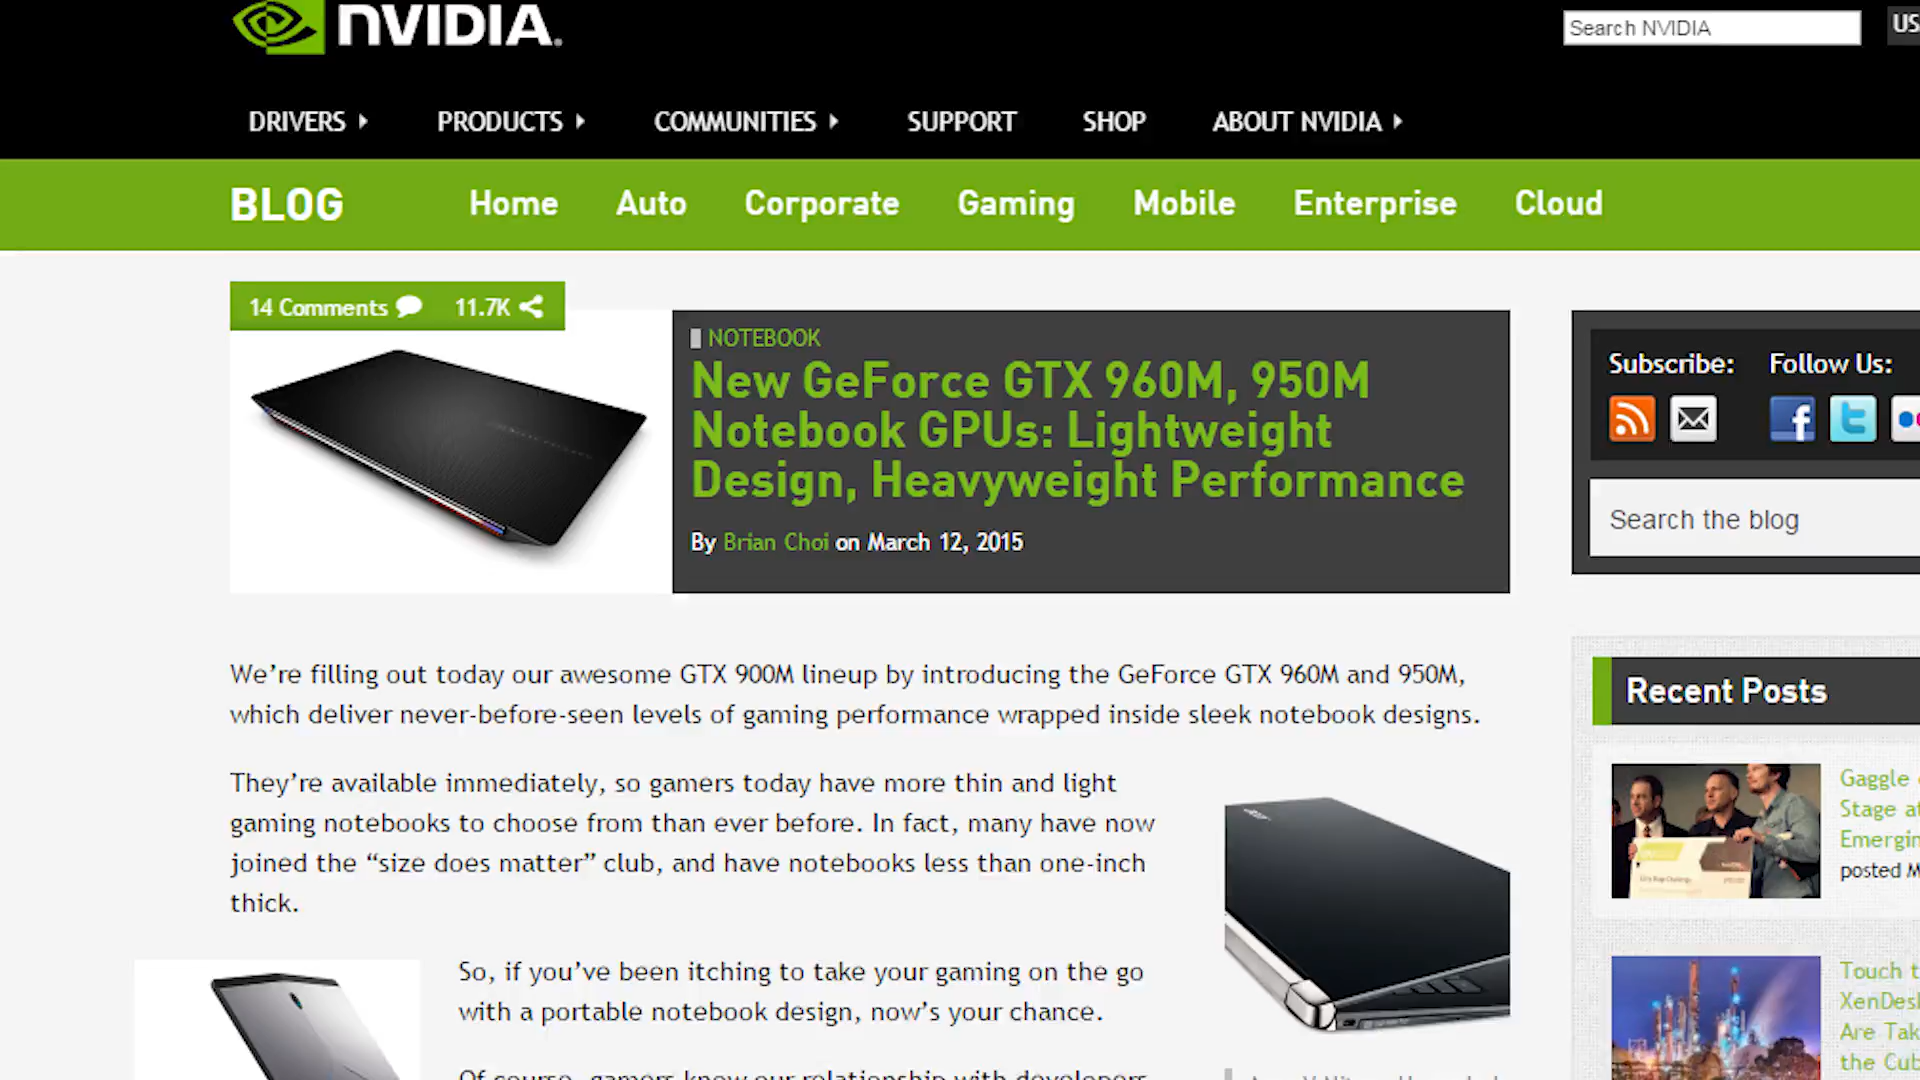 NVIDIA.
Search NVIDIA
US
DRIVERS
PRODUCTS
COMMUNITIES
SUPPORT
SHOP
ABOUT NVIDIA
BLOG
Home
Auto
Corporate
Gaming
Mobile
Enterprise
Cloud
14 Comments
11.7K
NOTEBOOK
New GeForce GTX 960M, 950M
Notebook GPUs: Lightweight
Design, Heavyweight Performance
By Brian Choi on March 12, 2015
Subscribe:
Follow Us:
Search the blog
We’re filling out today our awesome GTX 900M lineup by introducing the GeForce GTX 960M and 950M,
which deliver never-before-seen levels of gaming performance wrapped inside sleek notebook designs.
They’re available immediately, so gamers today have more thin and light
gaming notebooks to choose from than ever before. In fact, many have now
joined the “size does matter” club, and have notebooks less than one-inch
thick.
So, if you’ve been itching to take your gaming on the go
with a portable notebook design, now’s your chance.
Of course, gamers know our relationship with developers
acer
Recent Posts
Gaggle
Stage at
Emergin
posted M
Touch t
XenDesk
Are Tak
the Cub